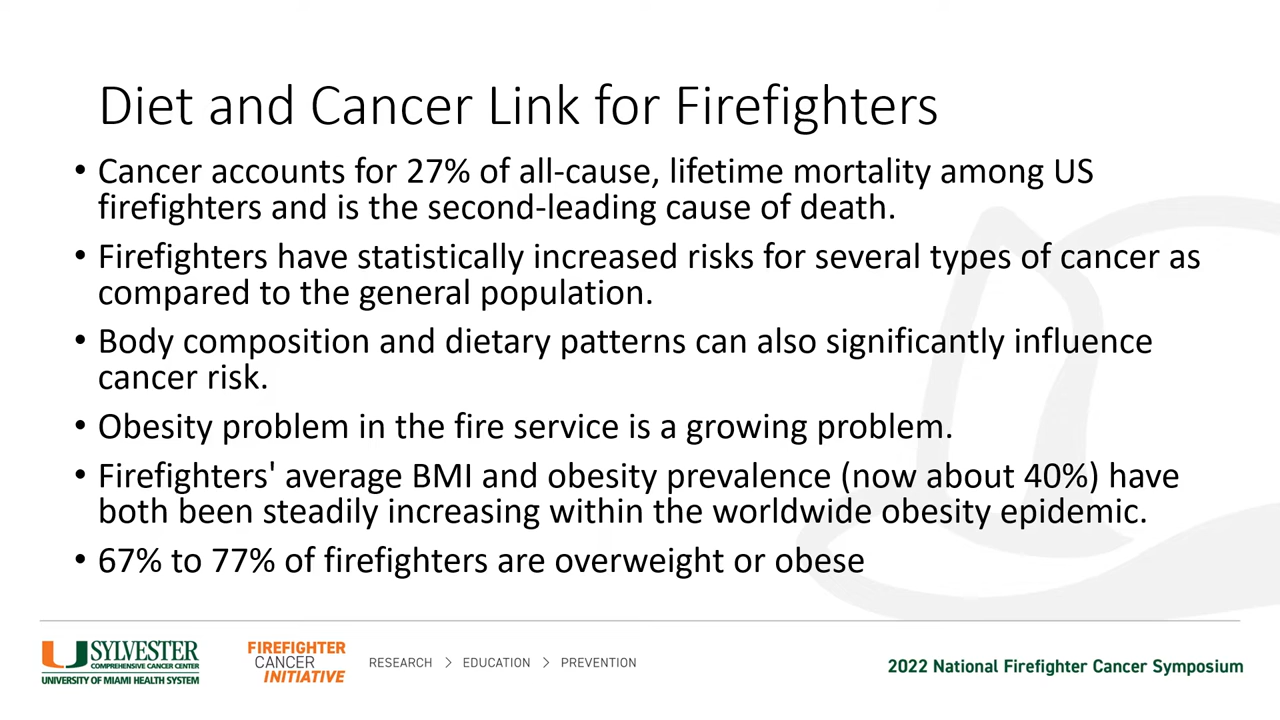 Diet and Cancer Link for Firefighters
• Cancer accounts for 27% of all-cause, lifetime mortality among US
firefighters and is the second-leading cause of death.
• Firefighters have statistically increased risks for several types of cancer as
compared to the general population.
• Body composition and dietary patterns can also significantly influence
cancer risk.
• Obesity problem in the fire service is a growing problem.
• Firefighters' average BMI and obesity prevalence (now about 40%) have
both been steadily increasing within the worldwide obesity epidemic.
• 67% to 77% of firefighters are overweight or obese
SYLVESTER
COMPREHENSIVE CANCER CENTER
UNIVERSITY OF MIAMI HEALTH SYSTEM
FIREFIGHTER
CANCER
INITIATIVE
RESEARCH > EDUCATION > PREVENTION
2022 National Firefighter Cancer Symposium